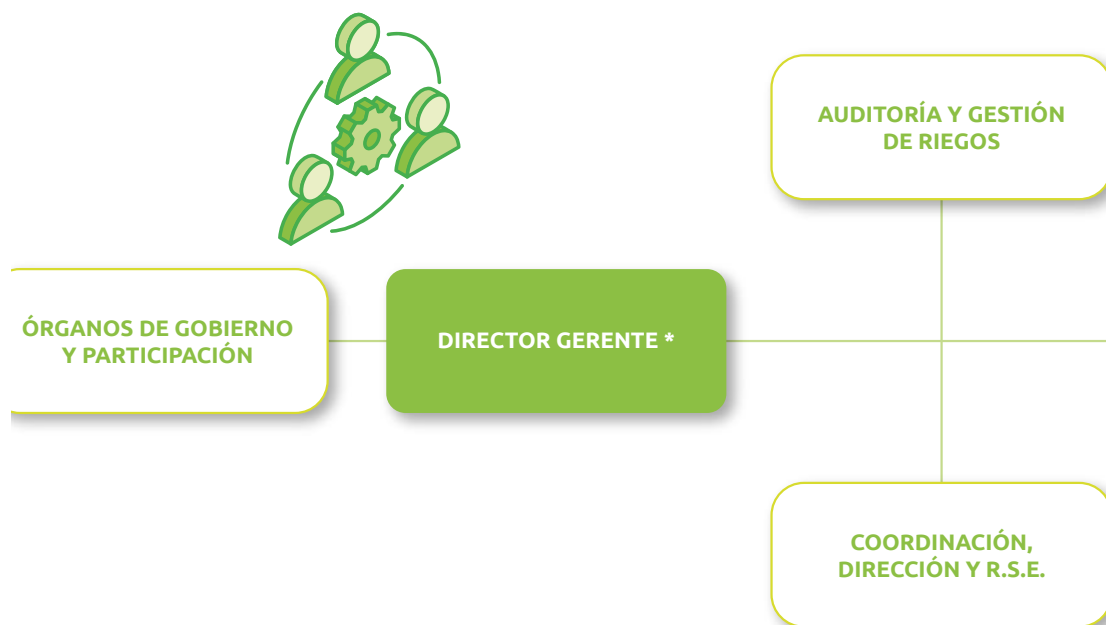 AUDITORÍA Y GESTIÓN
DE RIEGOS
ÓRGANOS DE GOBIERNO
Y PARTICIPACIÓN
DIRECTOR GERENTE *
COORDINACIÓN,
DIRECCIÓN Y R.S.E.